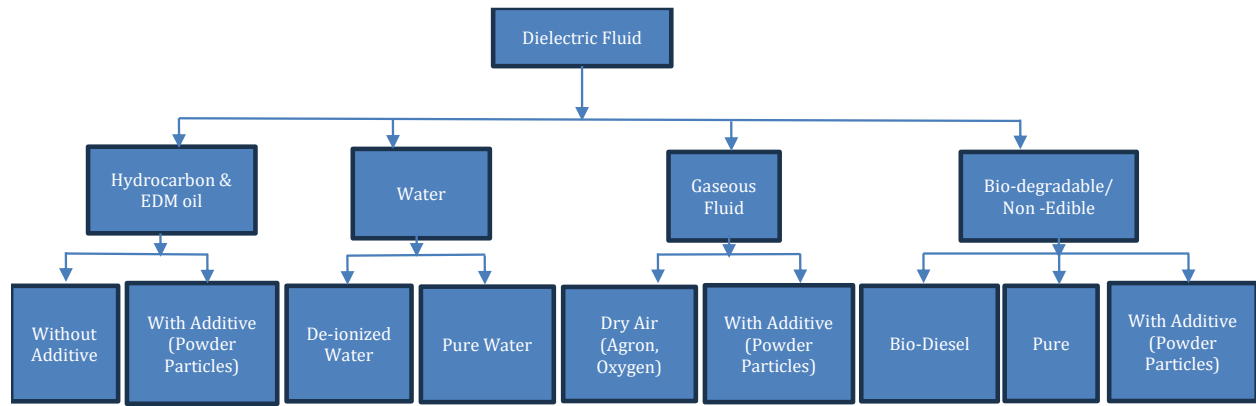 Dielectric Fluid
Hydrocarbon &
EDM oil
Water
Gaseous
Fluid
Bio-degradable/
Non -Edible
Without
Additive
With Additive
(Powder
Particles)
De-ionized
Water
Pure Water
Dry Air
(Agron,
Oxygen)
With Additive
(Powder
Particles)
Bio-Diesel
Pure
With Additive
(Powder
Particles)